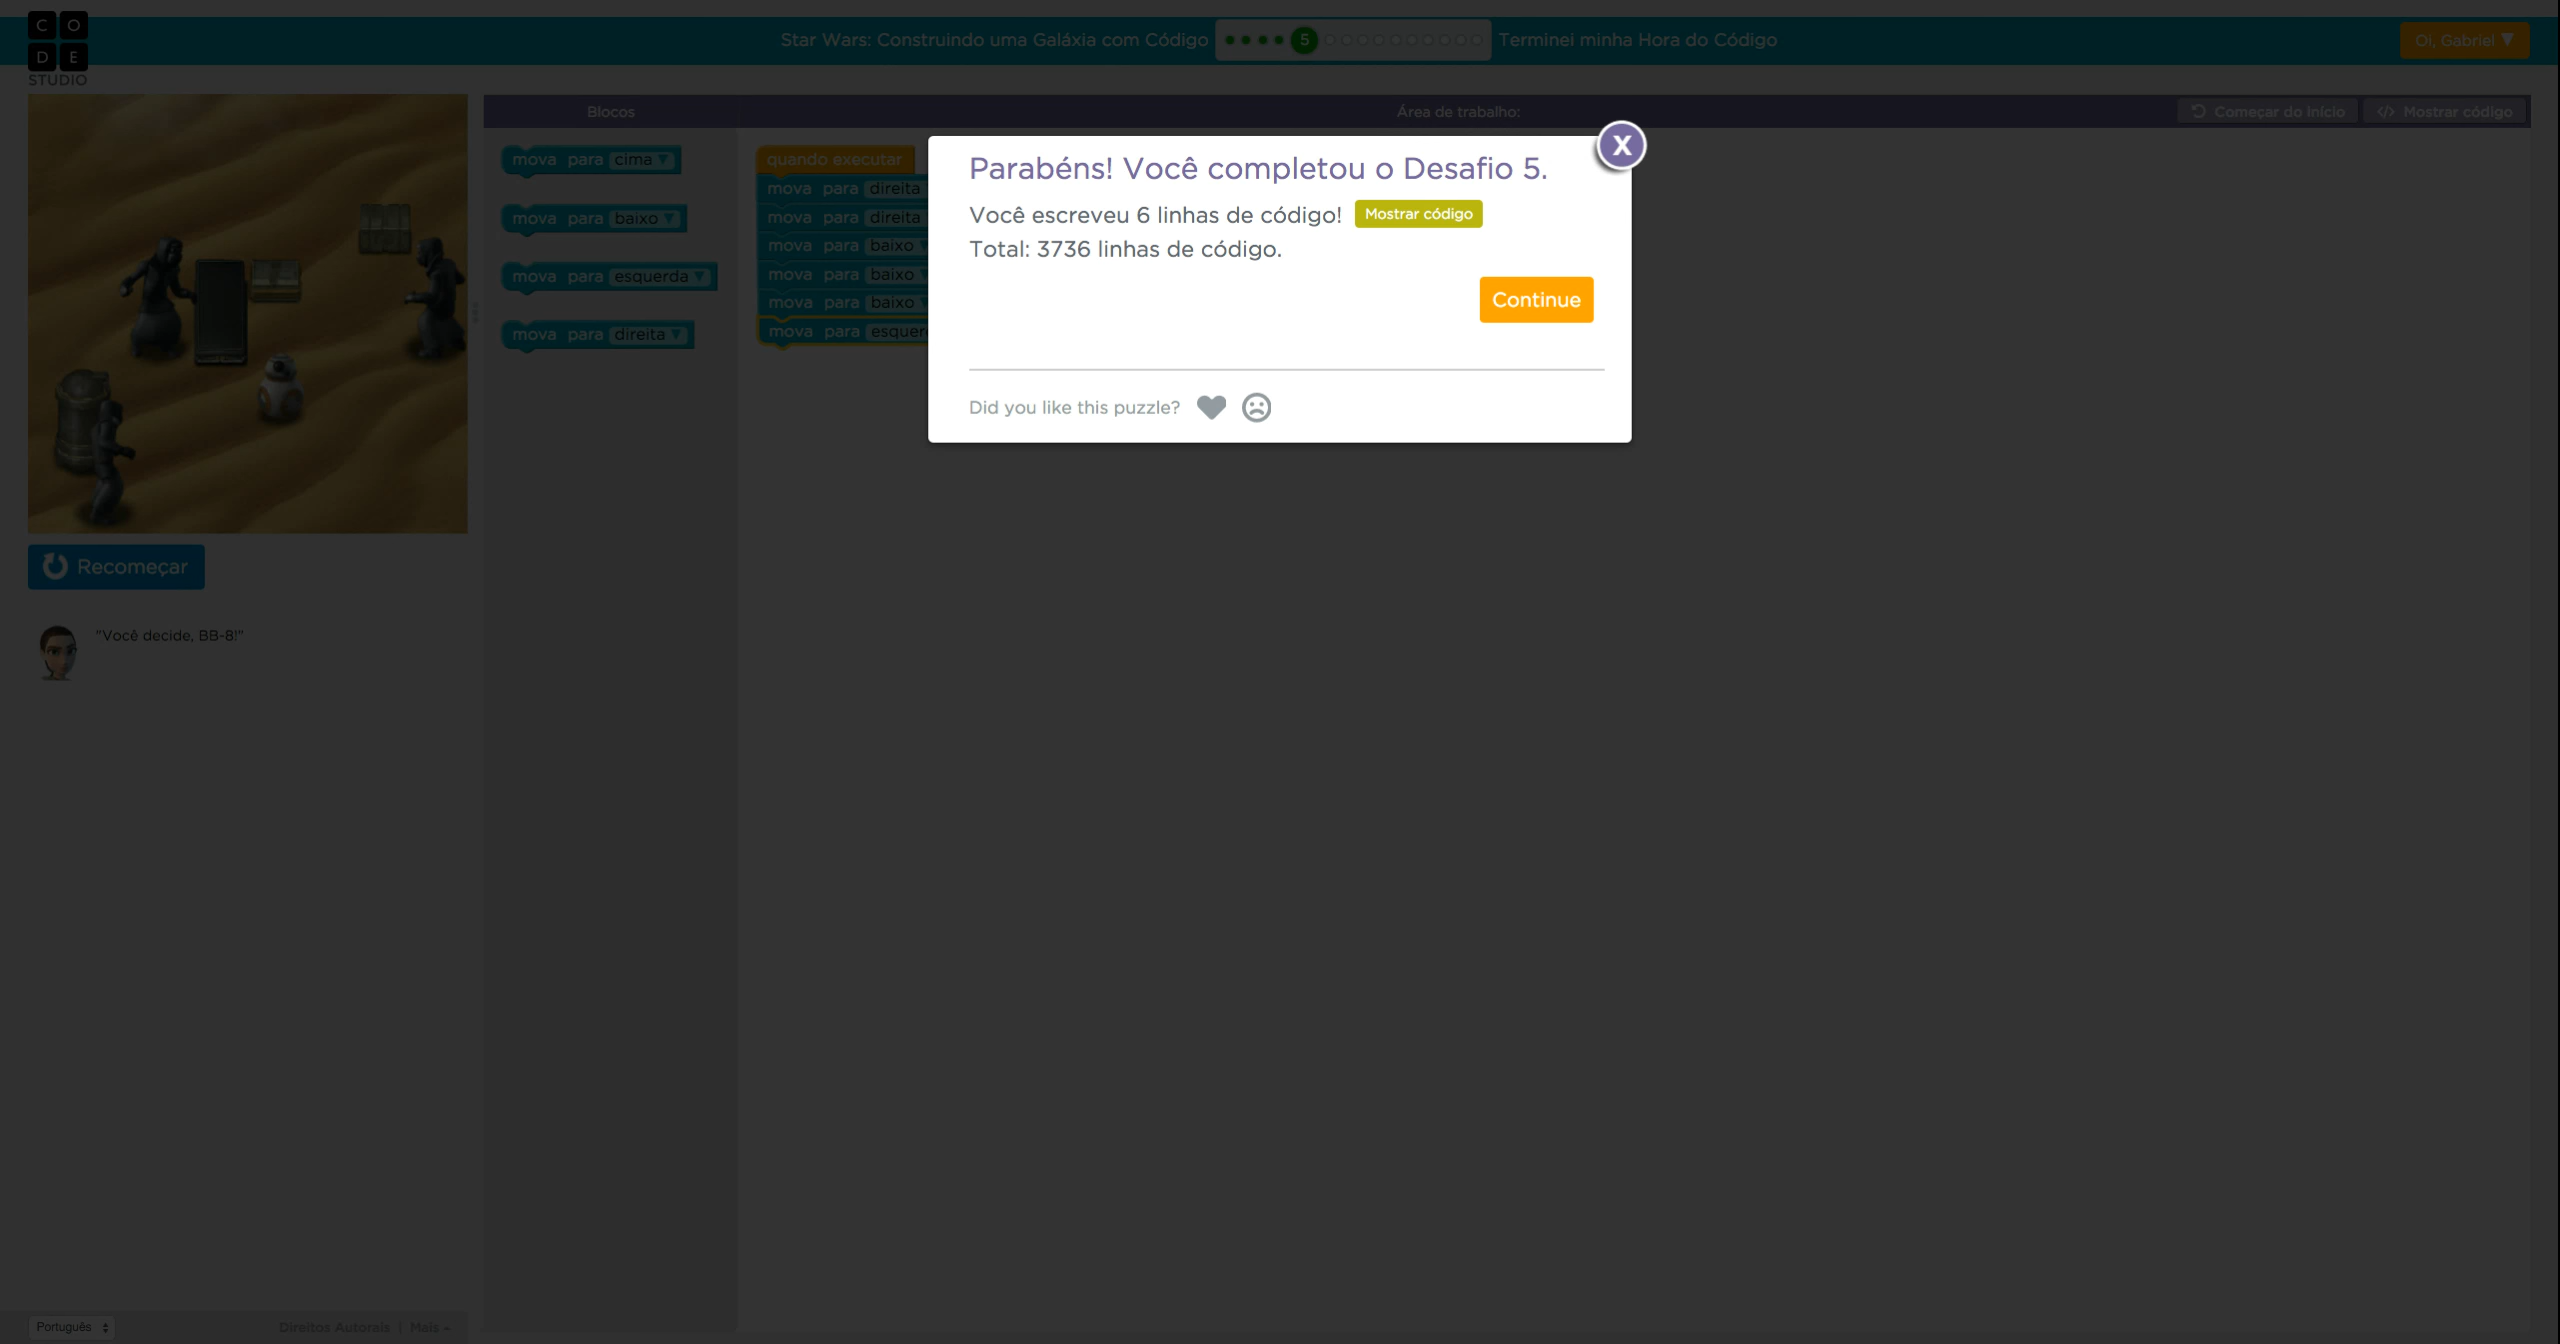 C O
D E
STUDIO
Star Wars: Construindo uma Galáxia com Código
5
Terminei minha Hora do Código
Oi, Gabriel ▼
Blocos
Área de trabalho:
Começar do início
</> Mostrar código
mova para cima ▼
mova para baixo ▼
mova para esquerda ▼
mova para direita ▼
quando executar
mova para direita
mova para direita
mova para baixo
mova para baixo
mova para baixo
mova para esquer
X
Parabéns! Você completou o Desafio 5.
Você escreveu 6 linhas de código! Mostrar código
Total: 3736 linhas de código.
Continue
Did you like this puzzle?
Recomeçar
"Você decide, BB-8!"
Português
Direitos Autorais | Mais